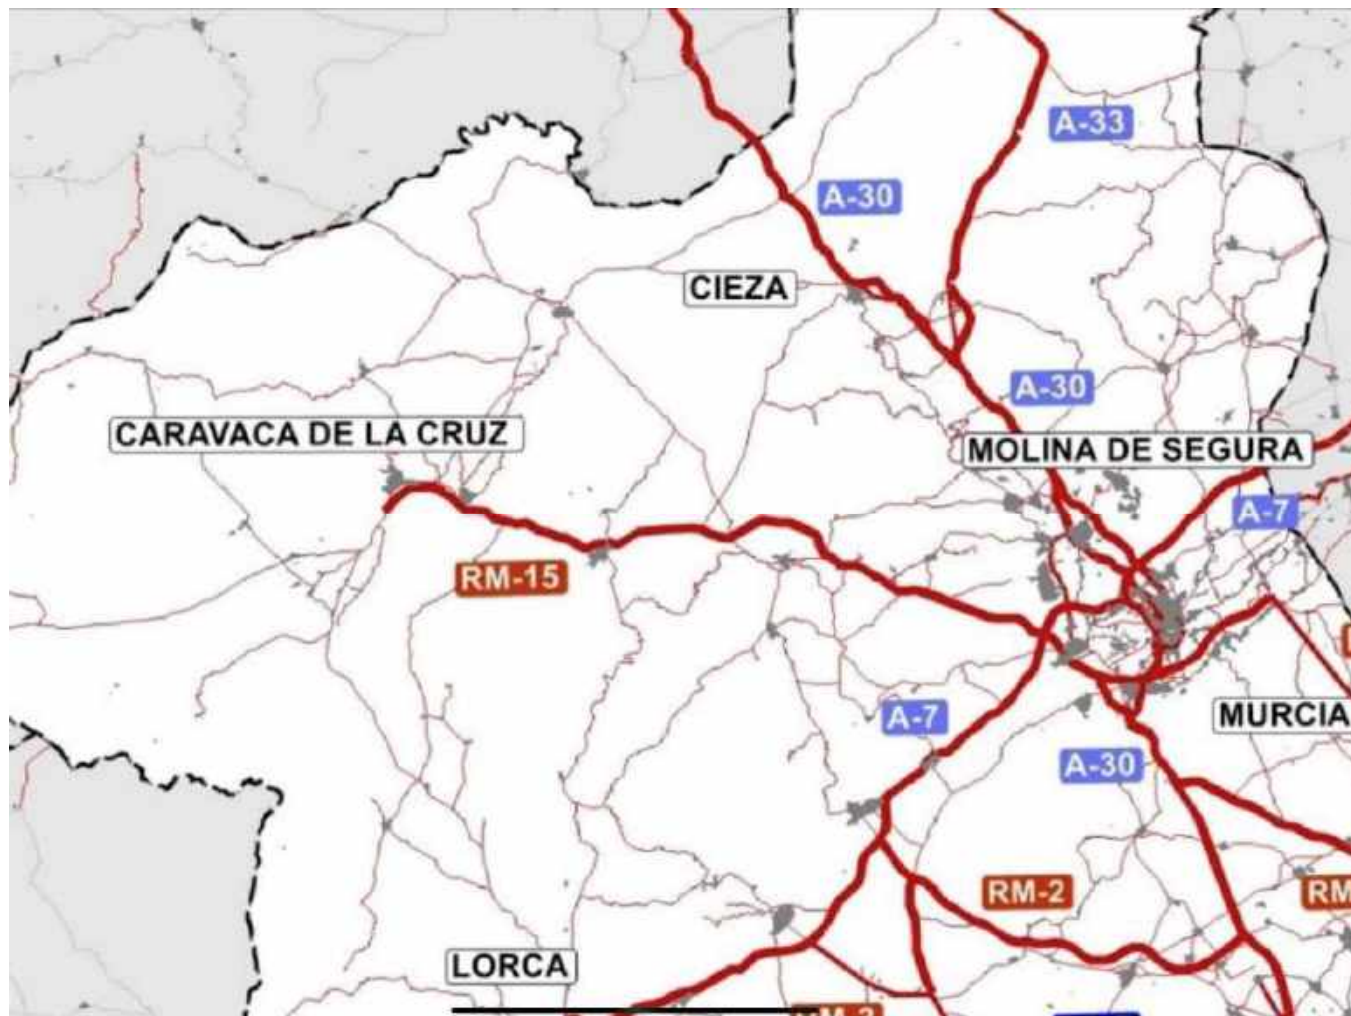 A-33
A-30
CIEZA
A-30
CARAVACA DE LA CRUZ
MOLINA DE SEGURA
A-7
RM-15
A-7
MURCIA
A-30
RM-2
RM
LORCA